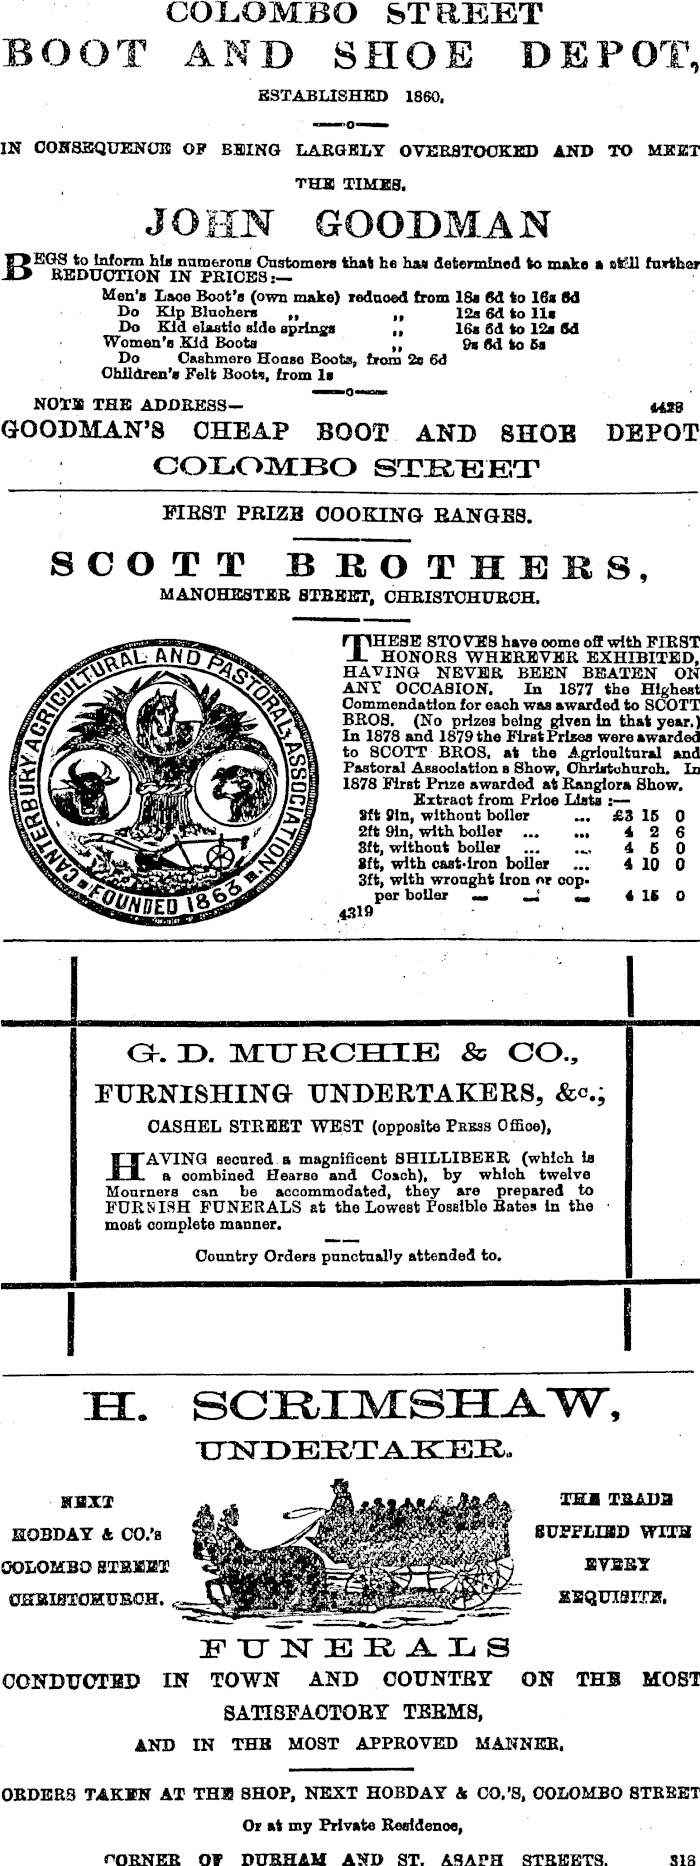 COLOMBO STREET
BOOT AND SHOE DEPOT,
ESTABLISHED 1860.
IN CONSEQUENCE OF BEING LARGELY OVERSTOCKED AND TO MEET
THE TIMES.
JOHN GOODMAN
BEGS to inform his numerous Customers that he has determined to make a still further
REDUCTION IN PRICES:—
Men's Lace Boot's (own make) reduced from 18s 6d to 16s 6d
Do Kip Bluchers ,, ,, 12s 6d to 11s
Do Kid elastic side springs ,, 16s 6d to 12s 6d
Women's Kid Boots ,, 9s 6d to 5s
Do Cashmere House Boots, from 2s 6d
Children's Felt Boots, from 1s
NOTE THE ADDRESS—
4428
GOODMAN'S CHEAP BOOT AND SHOE DEPOT
COLOMBO STREET
FIRST PRIZE COOKING RANGES.
SCOTT BROTHERS,
MANCHESTER STREET, CHRISTCHURCH.
CANTERBURY AGRICULTURAL AND PASTORAL ASSOCIATION
FOUNDED 1863
THESE STOVES have come off with FIRST
HONORS WHEREVER EXHIBITED,
HAVING NEVER BEEN BEATEN ON
ANY OCCASION. In 1877 the Highest
Commendation for each was awarded to SCOTT
BROS. (No prizes being given in that year.)
In 1878 and 1879 the First Prizes were awarded
to SCOTT BROS. at the Agricultural and
Pastoral Associations Show, Christchurch. In
1878 First Prize awarded at Rangiora Show.
Extract from Price Lists :—
2ft 9in, without boiler ... £3 15 0
2ft 9in, with boiler ... ... 4 2 6
3ft, without boiler ... ... 4 5 0
3ft, with cast-iron boiler ... 4 10 0
3ft, with wrought iron or cop-
per boiler — — — 4 15 0
4319
G. D. MURCHIE & CO.,
FURNISHING UNDERTAKERS, &c.;
CASHEL STREET WEST (opposite PRESS Office),
HAVING secured a magnificent SHILLIBEER (which is
a combined Hearse and Coach), by which twelve
Mourners can be accommodated, they are prepared to
FURNISH FUNERALS at the Lowest Possible Rates in the
most complete manner.
Country Orders punctually attended to.
H. SCRIMSHAW,
UNDERTAKER.
NEXT
HOBDAY & CO.'s
COLOMBO STREET
CHRISTCHURCH.
THE TRADE
SUPPLIED WITH
EVERY
REQUISITE.
FUNERALS
CONDUCTED IN TOWN AND COUNTRY ON THE MOST
SATISFACTORY TERMS,
AND IN THE MOST APPROVED MANNER.
ORDERS TAKEN AT THE SHOP, NEXT HOBDAY & CO.'S, COLOMBO STREET
Or at my Private Residence,
CORNER OF DURHAM AND ST. ASAPH STREETS. 318